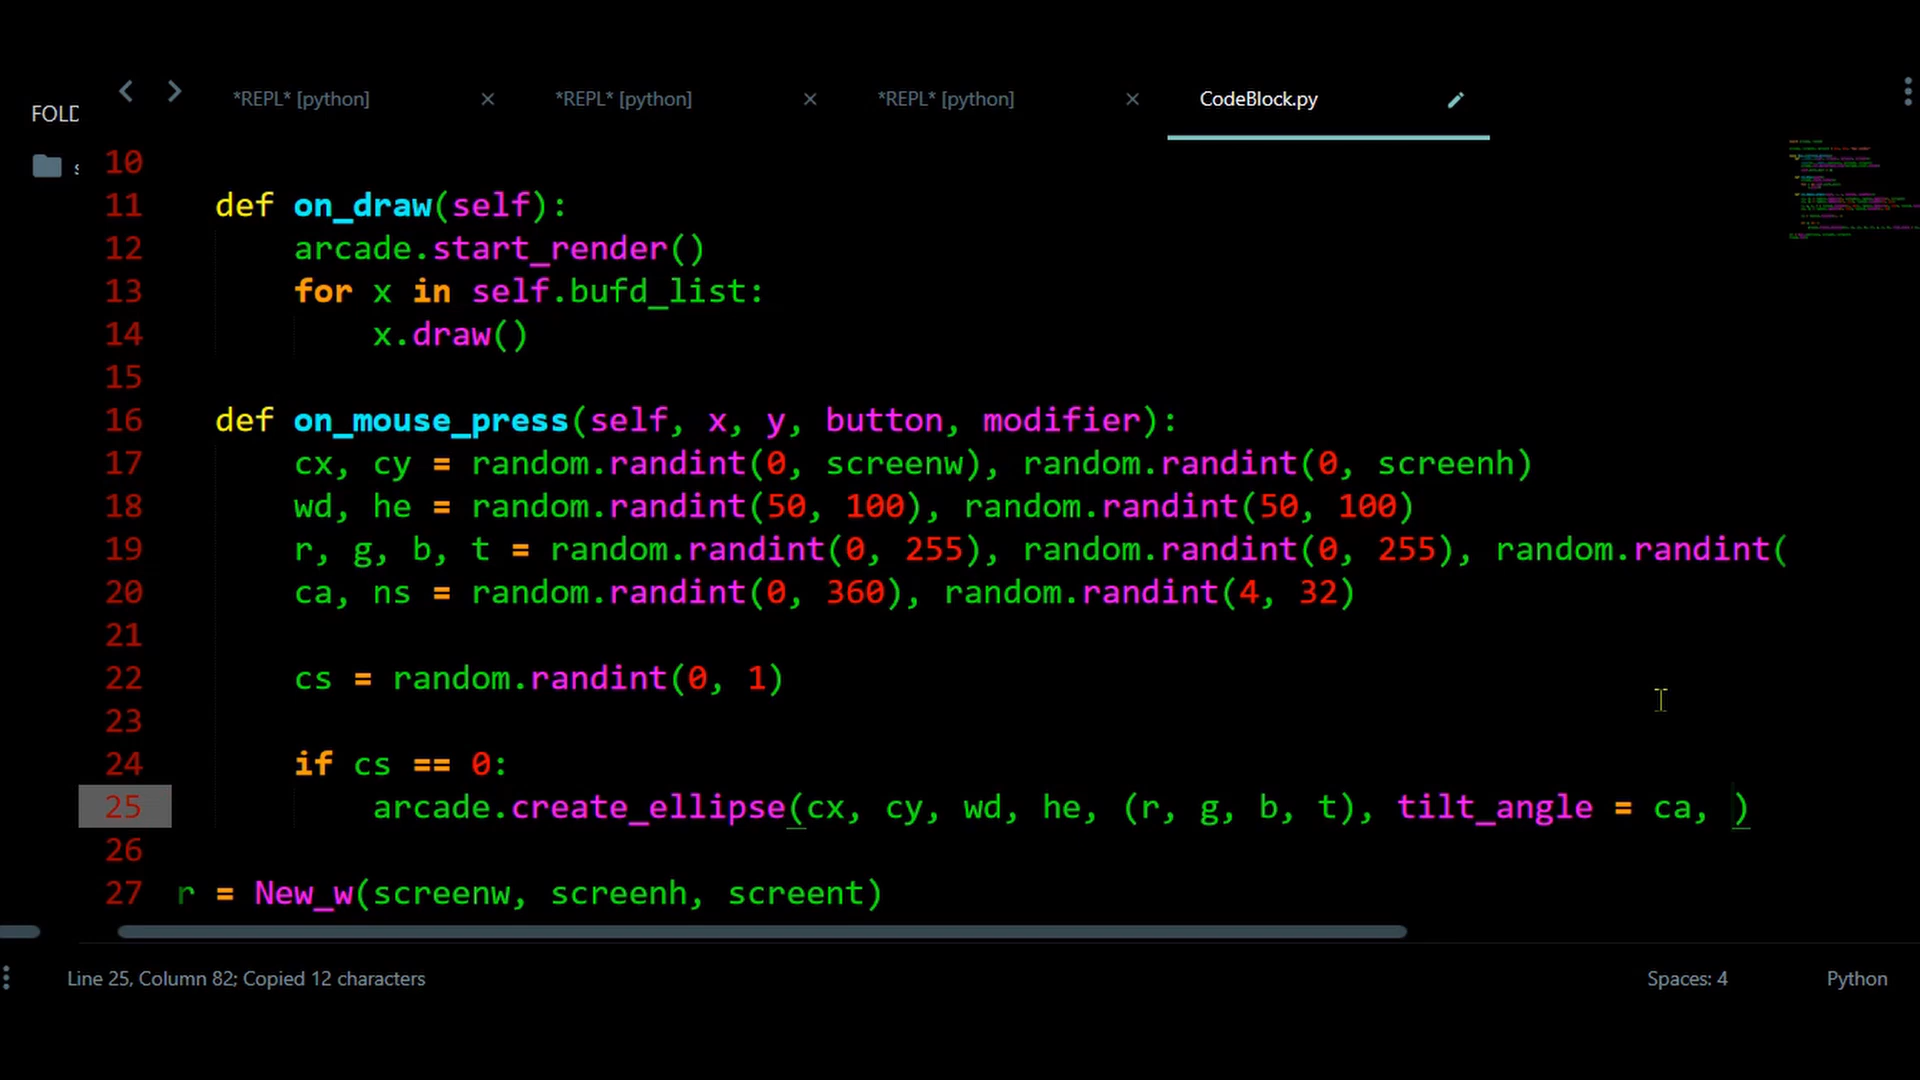 *REPL* [python] *REPL* [python] *REPL* [python] CodeBlock.py
FOLD
10
11 def on_draw(self):
12 arcade.start_render()
13 for x in self.bufd_list:
14 x.draw()
15
16 def on_mouse_press(self, x, y, button, modifier):
17 cx, cy = random.randint(0, screenw), random.randint(0, screenh)
18 wd, he = random.randint(50, 100), random.randint(50, 100)
19 r, g, b, t = random.randint(0, 255), random.randint(0, 255), random.randint(
20 ca, ns = random.randint(0, 360), random.randint(4, 32)
21
22 cs = random.randint(0, 1)
23
24 if cs == 0:
25 arcade.create_ellipse(cx, cy, wd, he, (r, g, b, t), tilt_angle = ca, )
26
27 r = New_w(screenw, screenh, screent)
Line 25, Column 82; Copied 12 characters Spaces: 4 Python